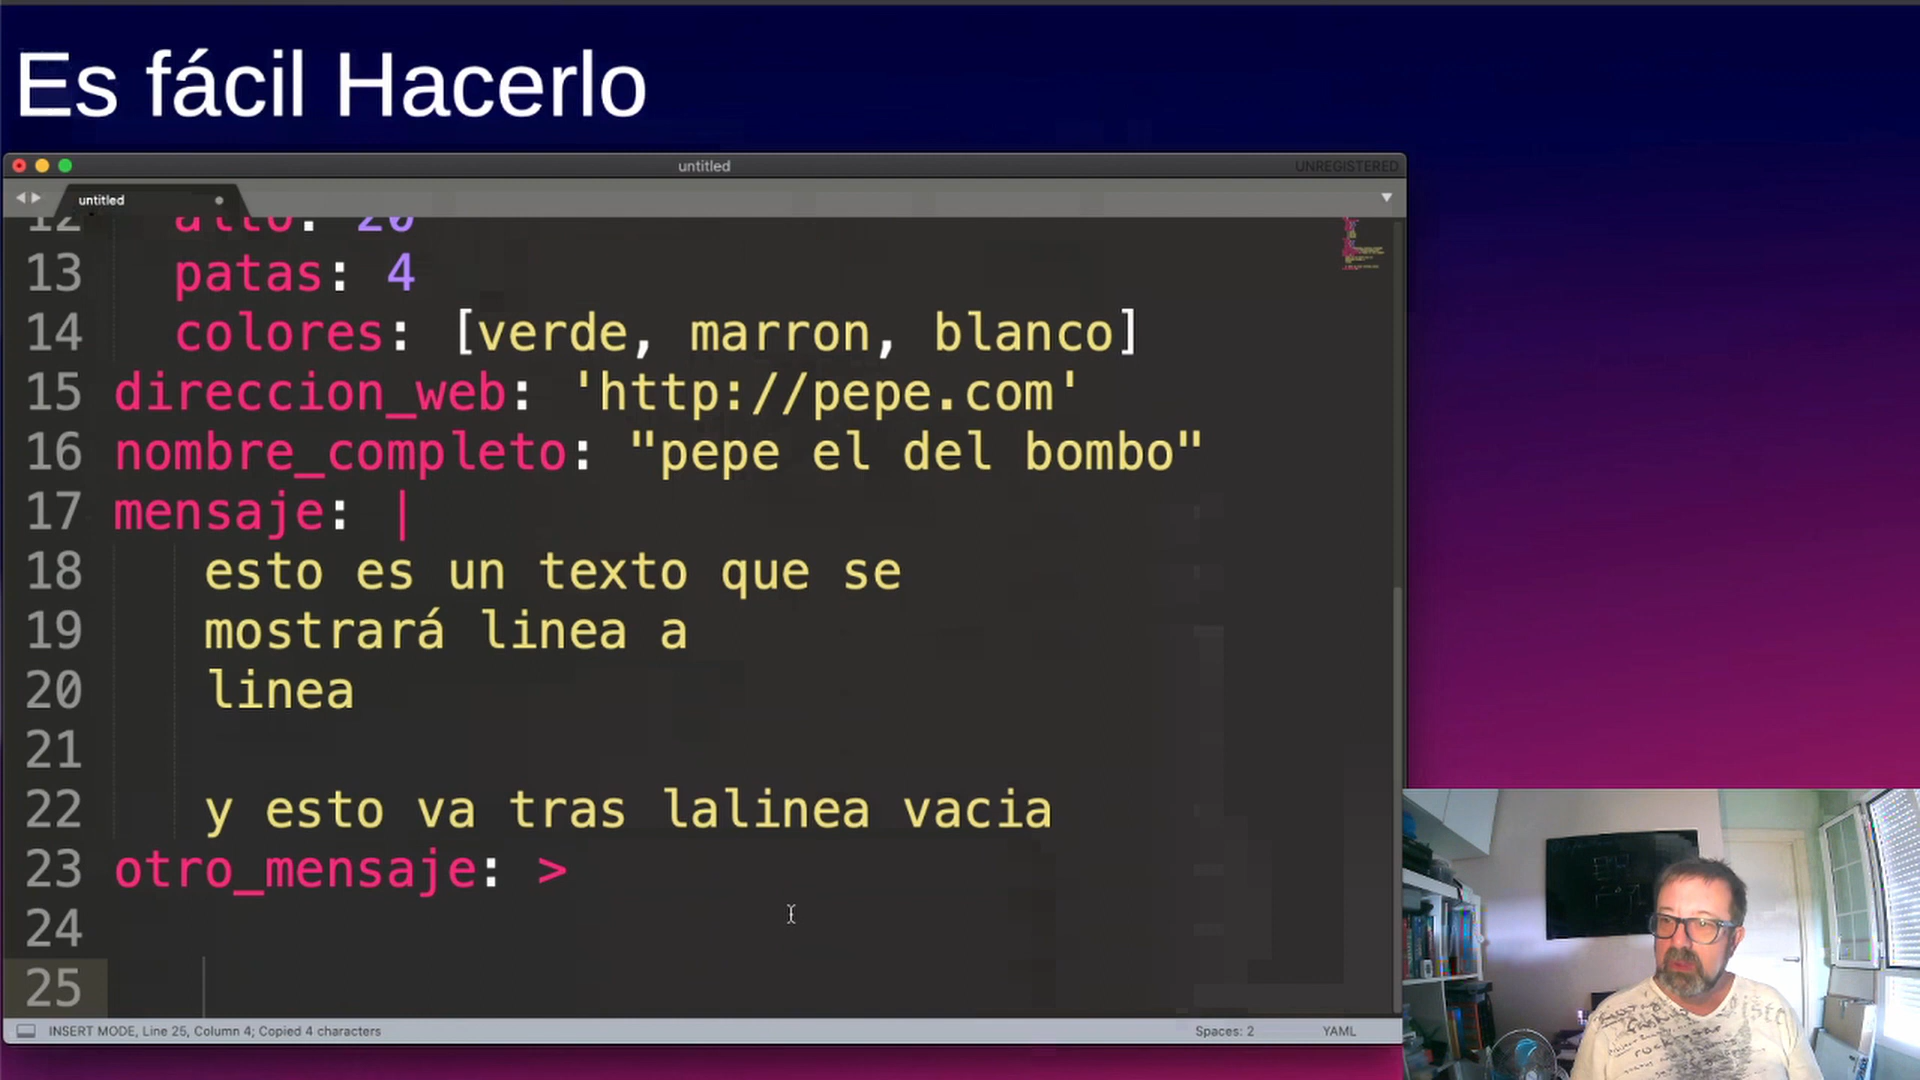 Es fácil Hacerlo
untitled
UNREGISTERED
untitled
12 alto: 20
13 patas: 4
14 colores: [verde, marron, blanco]
15 direccion_web: 'http://pepe.com'
16 nombre_completo: "pepe el del bombo"
17 mensaje: |
18 esto es un texto que se
19 mostrará linea a
20 linea
21
22 y esto va tras lalinea vacia
23 otro_mensaje: >
24
25
INSERT MODE, Line 25, Column 4; Copied 4 characters
Spaces: 2
YAML